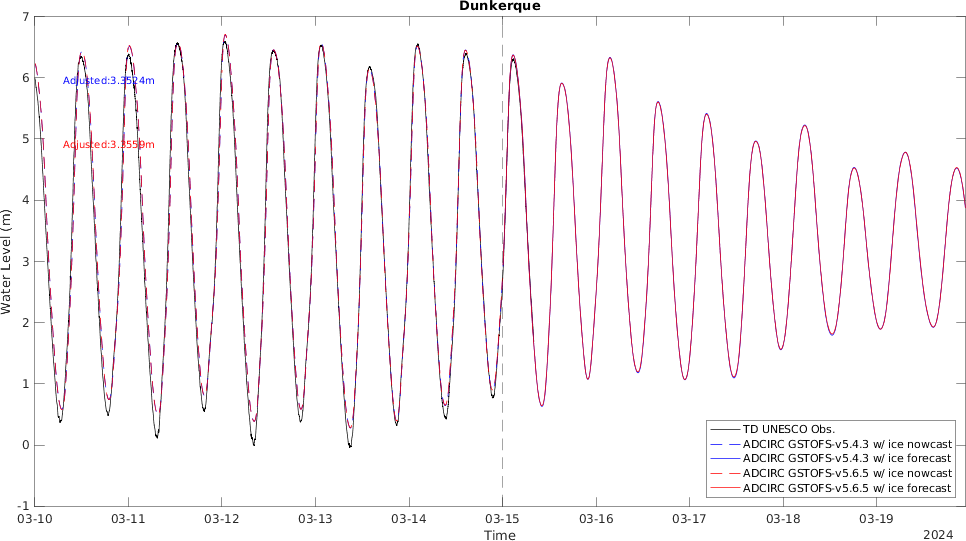 Dunkerque
7
6
5
4
3
2
1
0
-1
Water Level (m)
Adjusted:3.3524m
Adjusted:3.3559m
TD UNESCO Obs.
ADCIRC GSTOFS-v5.4.3 w/ ice nowcast
ADCIRC GSTOFS-v5.4.3 w/ ice forecast
ADCIRC GSTOFS-v5.6.5 w/ ice nowcast
ADCIRC GSTOFS-v5.6.5 w/ ice forecast
03-10 03-11 03-12 03-13 03-14 03-15 03-16 03-17 03-18 03-19
Time
2024